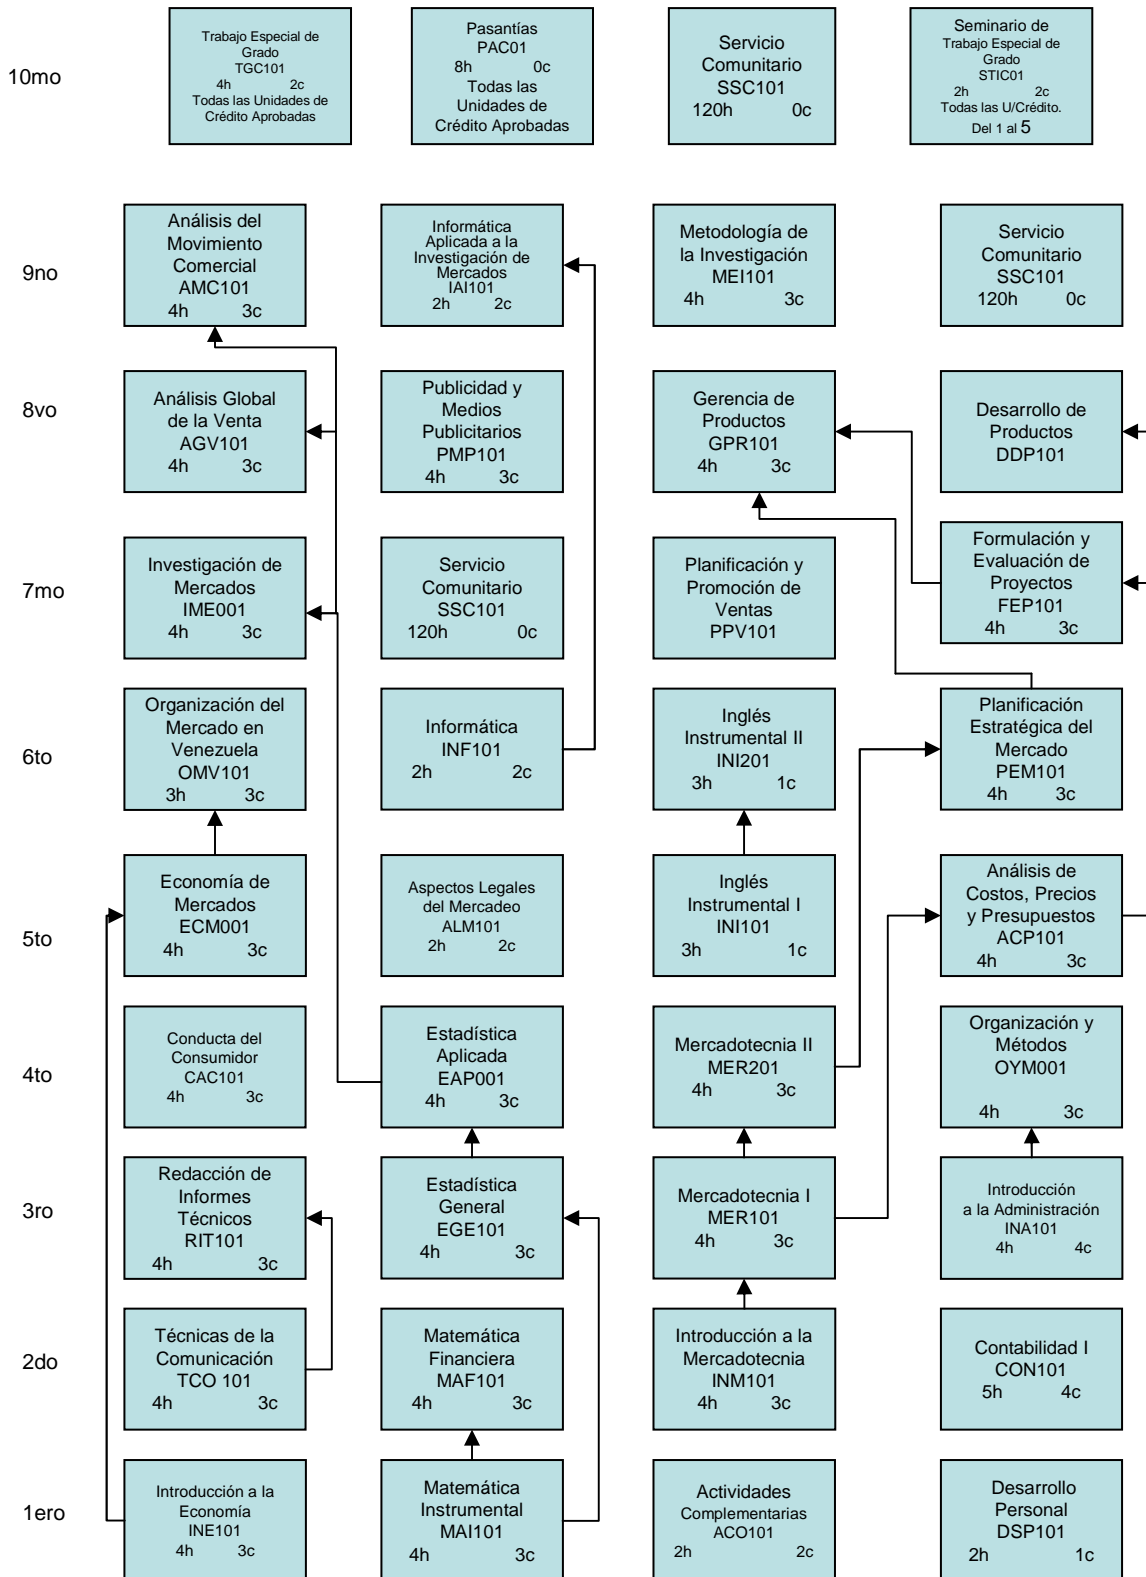 10mo
Trabajo Especial de
Grado
TGC101
4h 2c
Todas las Unidades de
Crédito Aprobadas
Pasantías
PAC01
8h 0c
Todas las
Unidades de
Crédito Aprobadas
Servicio
Comunitario
SSC101
120h 0c
Seminario de
Trabajo Especial de
Grado
STIC01
2h 2c
Todas las U/Crédito.
Del 1 al 5
9no
Análisis del
Movimiento
Comercial
AMC101
4h 3c
Informática
Aplicada a la
Investigación de
Mercados
IAI101
2h 2c
Metodología de
la Investigación
MEI101
4h 3c
Servicio
Comunitario
SSC101
120h 0c
8vo
Análisis Global
de la Venta
AGV101
4h 3c
Publicidad y
Medios
Publicitarios
PMP101
4h 3c
Gerencia de
Productos
GPR101
4h 3c
Desarrollo de
Productos
DDP101
7mo
Investigación de
Mercados
IME001
4h 3c
Servicio
Comunitario
SSC101
120h 0c
Planificación y
Promoción de
Ventas
PPV101
Formulación y
Evaluación de
Proyectos
FEP101
4h 3c
6to
Organización del
Mercado en
Venezuela
OMV101
3h 3c
Informática
INF101
2h 2c
Inglés
Instrumental II
INI201
3h 1c
Planificación
Estratégica del
Mercado
PEM101
4h 3c
5to
Economía de
Mercados
ECM001
4h 3c
Aspectos Legales
del Mercadeo
ALM101
2h 2c
Inglés
Instrumental I
INI101
3h 1c
Análisis de
Costos, Precios
y Presupuestos
ACP101
4h 3c
4to
Conducta del
Consumidor
CAC101
4h 3c
Estadística
Aplicada
EAP001
4h 3c
Mercadotecnia II
MER201
4h 3c
Organización y
Métodos
OYM001
4h 3c
3ro
Redacción de
Informes
Técnicos
RIT101
4h 3c
Estadística
General
EGE101
4h 3c
Mercadotecnia I
MER101
4h 3c
Introducción
a la Administración
INA101
4h 4c
2do
Técnicas de la
Comunicación
TCO 101
4h 3c
Matemática
Financiera
MAF101
4h 3c
Introducción a la
Mercadotecnia
INM101
4h 3c
Contabilidad I
CON101
5h 4c
1ero
Introducción a la
Economía
INE101
4h 3c
Matemática
Instrumental
MAI101
4h 3c
Actividades
Complementarias
ACO101
2h 2c
Desarrollo
Personal
DSP101
2h 1c